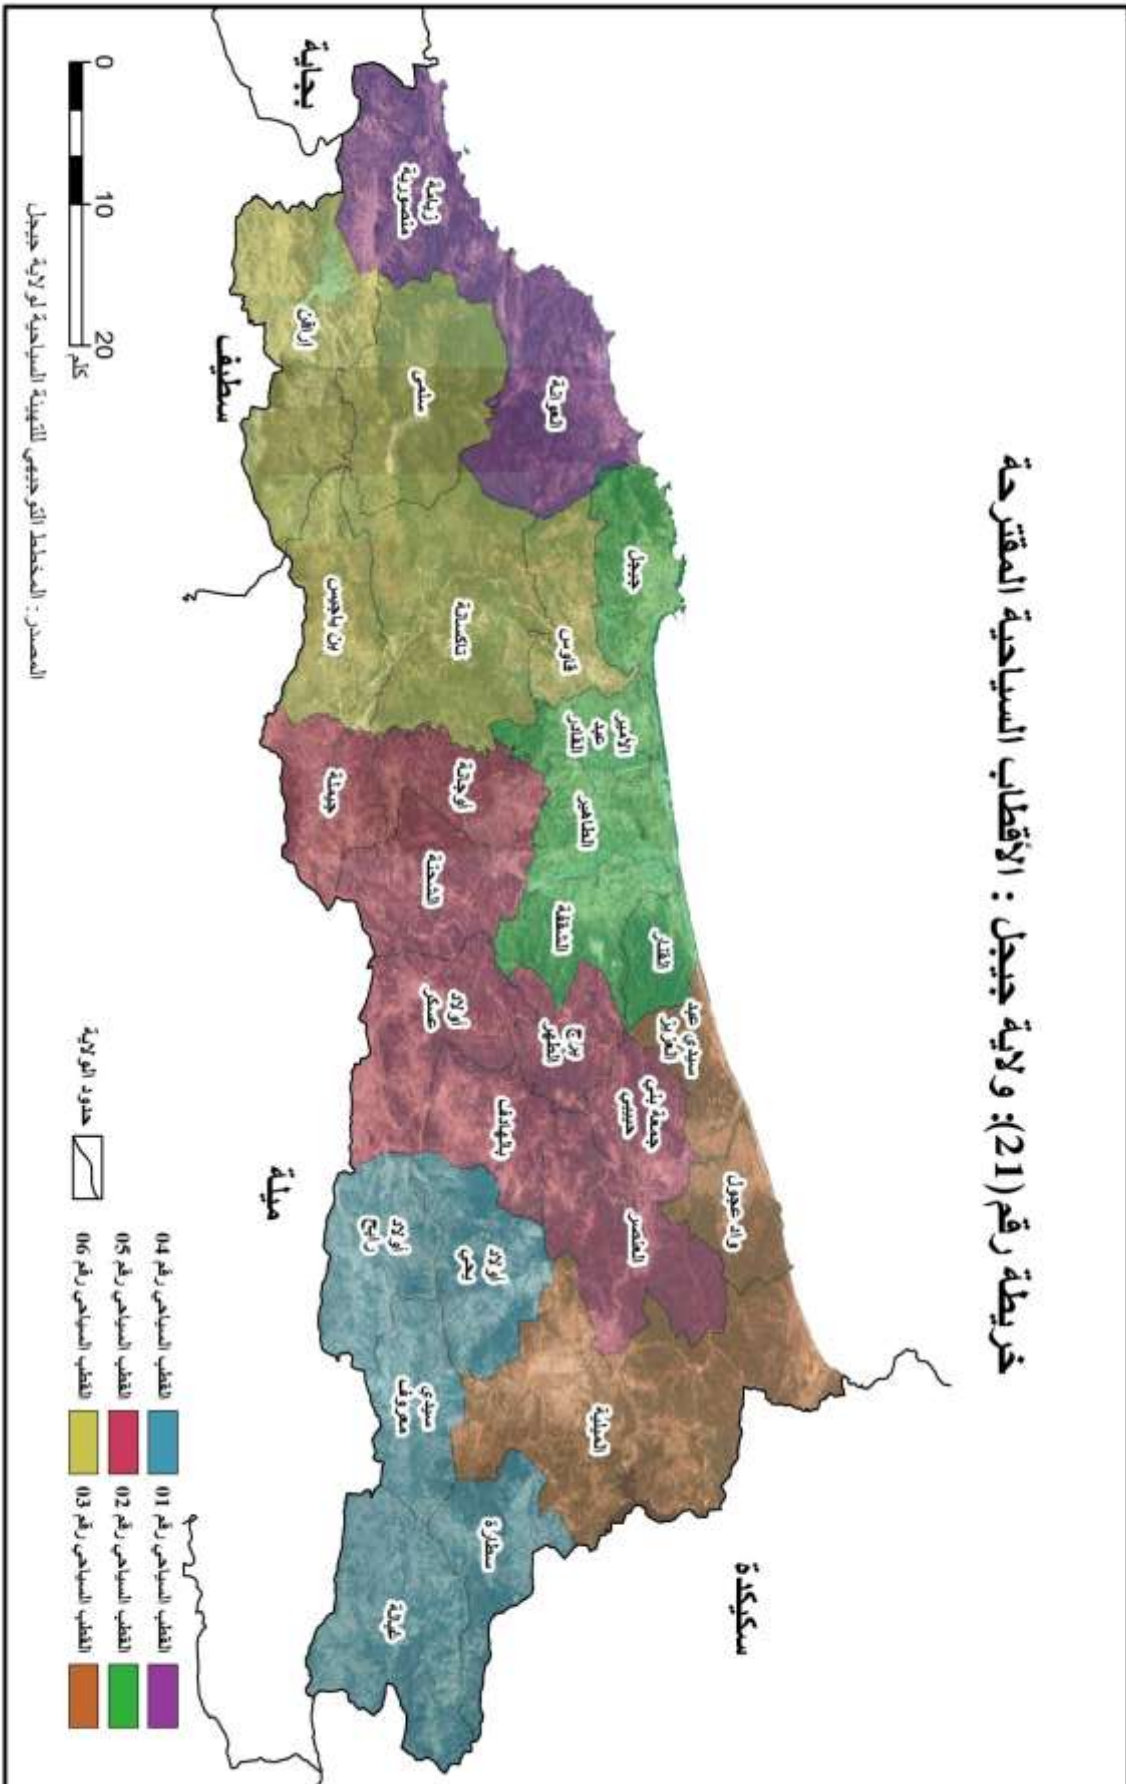 خريطة رقم (21): ولاية جيجل : الأقطاب السياحية المقترحة
سكيكدة
بجاية
سطيف
ميلة
زيامة
منصورية
العوانة
جيجل
الأمير
عبد
القادر
الطاهير
القنار
الشقفة
سيدي عبد
العزيز
واد عجول
الميلية
العنصر
جمعة بني
حبيبي
برج
الطهر
بلهادف
أولاد
عسكر
الشحنة
أوجانة
جيملة
قاوس
تاكسانة
بن ياجيس
سلمى
إراقن
أولاد
يحي
أولاد
رابح
سيدي
معروف
سطارة
غبالة
0 10 20
كلم
حدود الولاية
القطب السياحي رقم 01
القطب السياحي رقم 02
القطب السياحي رقم 03
القطب السياحي رقم 04
القطب السياحي رقم 05
القطب السياحي رقم 06
المصدر : المخطط التوجيهي للتهيئة السياحية لولاية جيجل